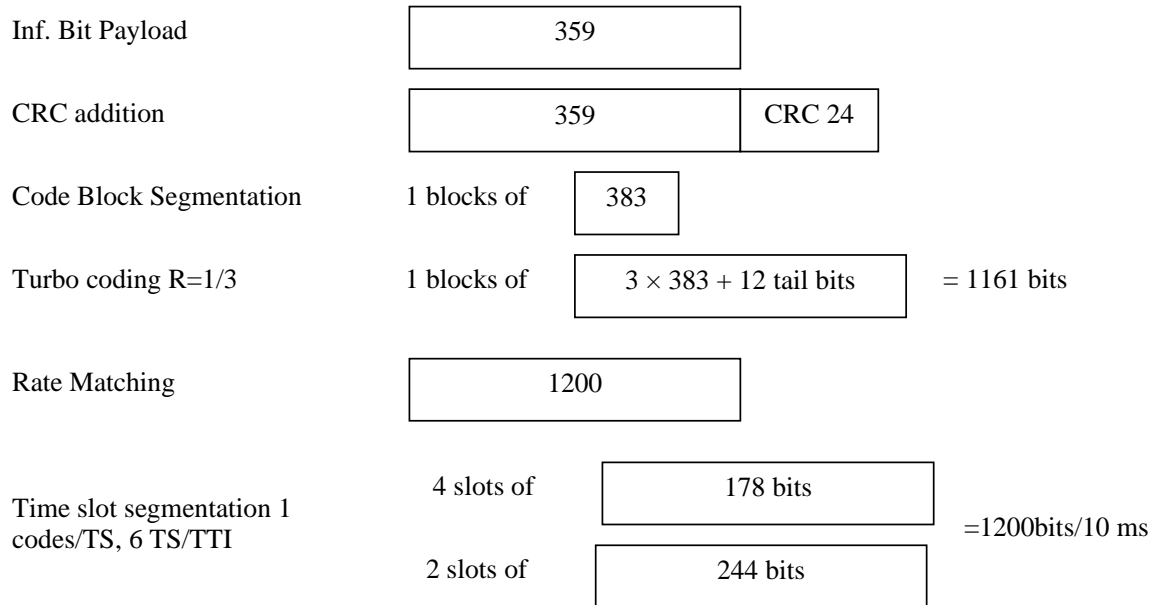 Inf. Bit Payload
359
CRC addition
359
CRC 24
Code Block Segmentation
1 blocks of
383
Turbo coding R=1/3
1 blocks of
3 × 383 + 12 tail bits
= 1161 bits
Rate Matching
1200
4 slots of
178 bits
Time slot segmentation 1
codes/TS, 6 TS/TTI
=1200bits/10 ms
2 slots of
244 bits